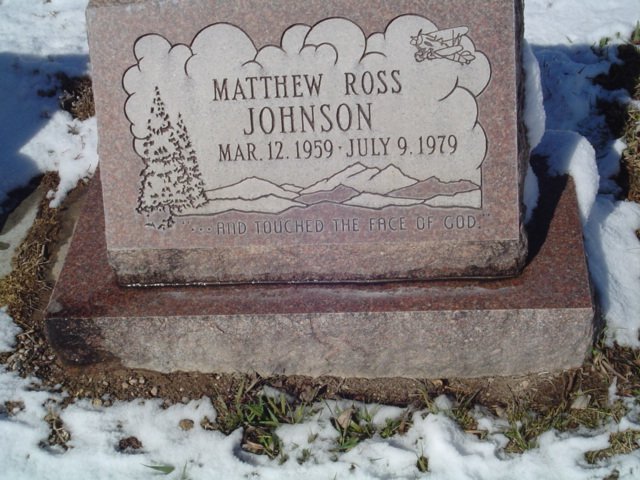 MATTHEW ROSS
JOHNSON
MAR. 12. 1959 · JULY 9. 1979
"...AND TOUCHED THE FACE OF GOD."